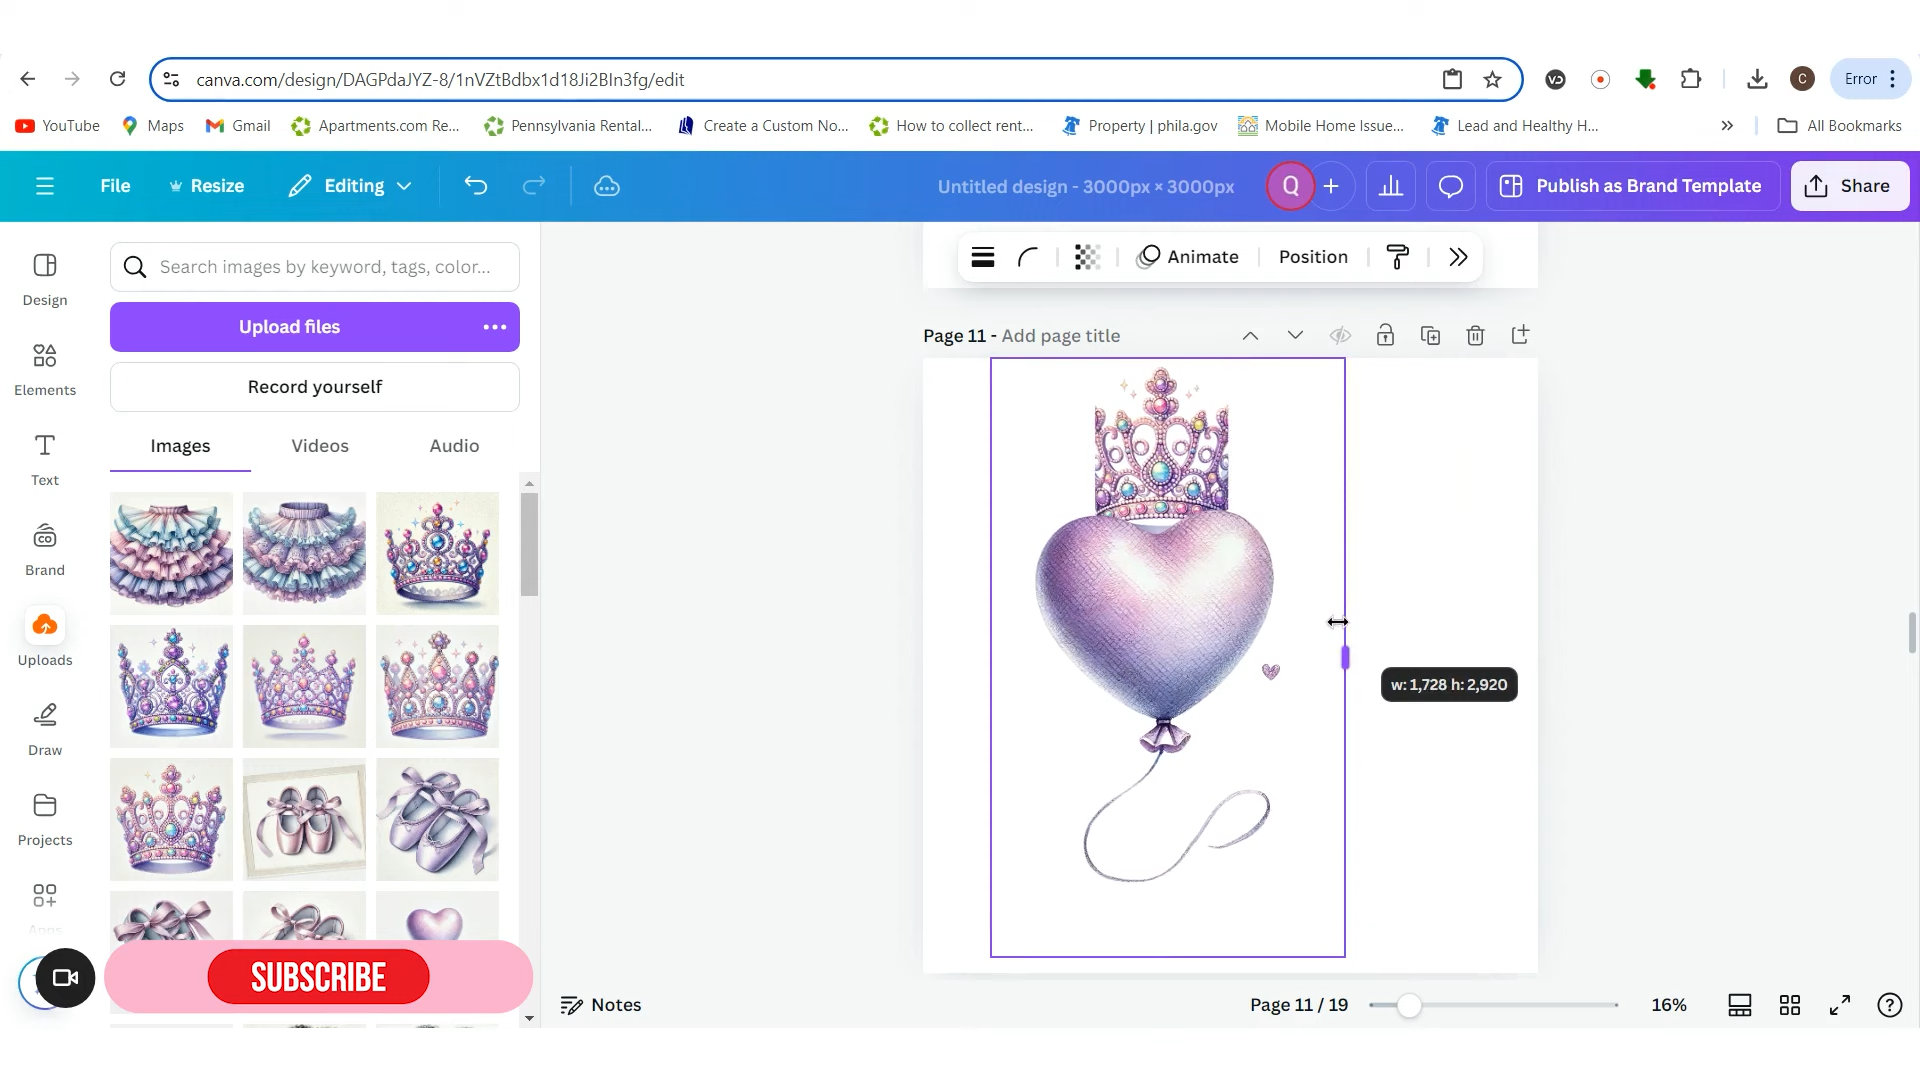 canva.com/design/DAGPdaJYZ-8/1nVZtBdbx1d18Ji2BIn3fg/edit
VD
C
Error
YouTube
Maps
Gmail
Apartments.com Re...
Pennsylvania Rental...
Create a Custom No...
How to collect rent...
Property | phila.gov
Mobile Home Issue...
Lead and Healthy H...
All Bookmarks
File
Resize
Editing
Untitled design - 3000px × 3000px
Q
Publish as Brand Template
Share
Animate
Position
Search images by keyword, tags, color...
Upload files
Record yourself
Images
Videos
Audio
Design
Elements
Text
Brand
Uploads
Draw
Projects
Apps
Page 11 - Add page title
w: 1,728 h: 2,920
SUBSCRIBE
Notes
Page 11 / 19
16%